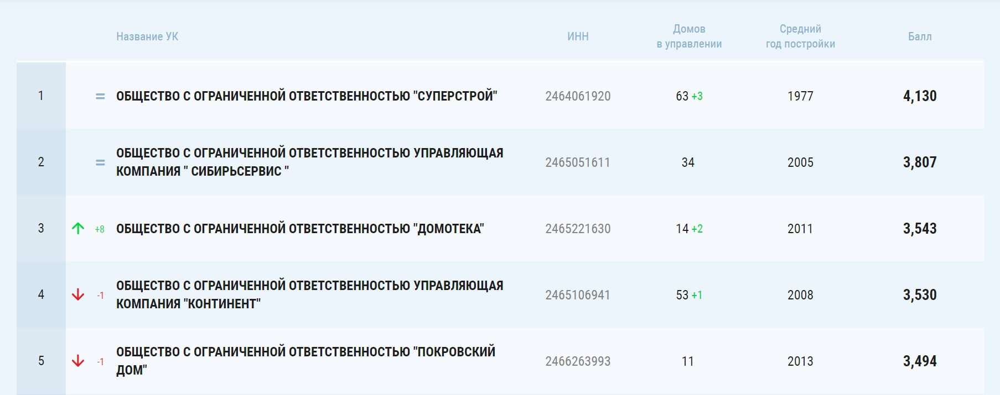 Название УК ИНН Домов в управлении Средний год постройки Балл
1 = ОБЩЕСТВО С ОГРАНИЧЕННОЙ ОТВЕТСТВЕННОСТЬЮ "СУПЕРСТРОЙ" 2464061920 63 +3 1977 4,130
2 = ОБЩЕСТВО С ОГРАНИЧЕННОЙ ОТВЕТСТВЕННОСТЬЮ УПРАВЛЯЮЩАЯ
КОМПАНИЯ " СИБИРЬСЕРВИС " 2465051611 34 2005 3,807
3 +8 ОБЩЕСТВО С ОГРАНИЧЕННОЙ ОТВЕТСТВЕННОСТЬЮ "ДОМОТЕКА" 2465221630 14 +2 2011 3,543
4 -1 ОБЩЕСТВО С ОГРАНИЧЕННОЙ ОТВЕТСТВЕННОСТЬЮ УПРАВЛЯЮЩАЯ
КОМПАНИЯ "КОНТИНЕНТ" 2465106941 53 +1 2008 3,530
5 -1 ОБЩЕСТВО С ОГРАНИЧЕННОЙ ОТВЕТСТВЕННОСТЬЮ "ПОКРОВСКИЙ
ДОМ" 2466263993 11 2013 3,494